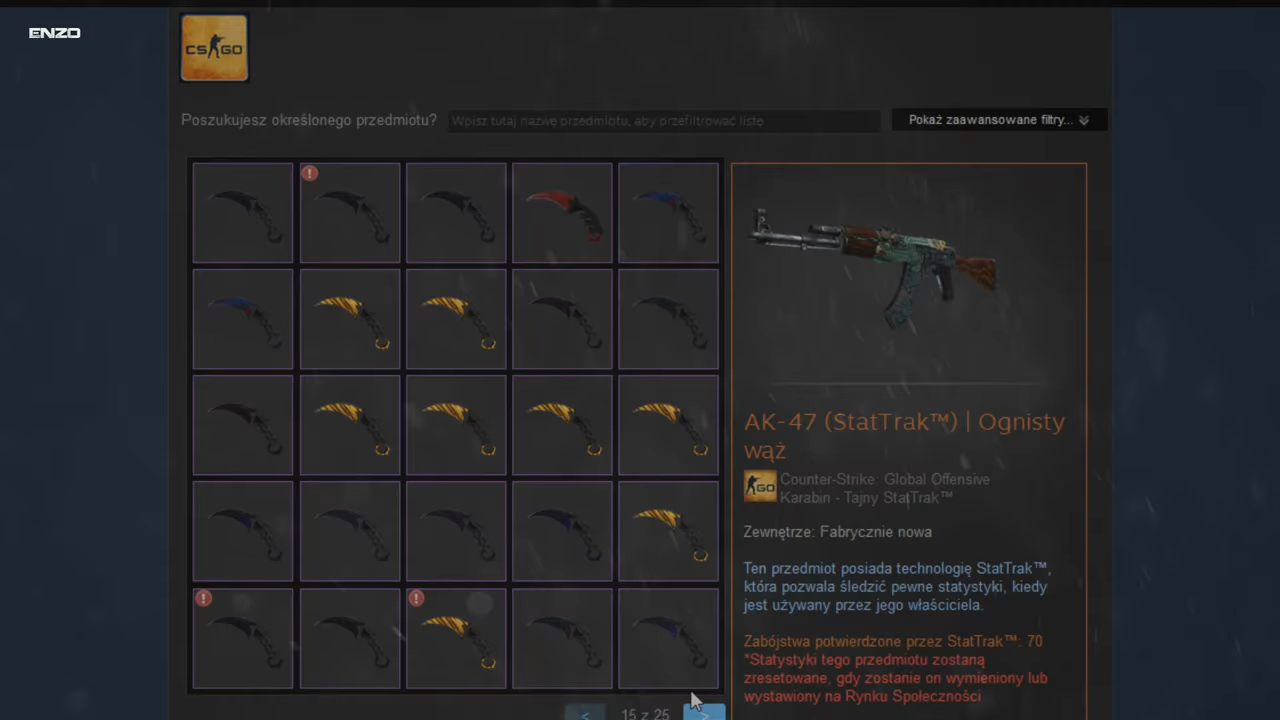 ENZO
CS GO
Poszukujesz określonego przedmiotu?
Wpisz tutaj nazwę przedmiotu, aby przefiltrować listę
Pokaż zaawansowane filtry...
!
!
!
15 z 25
<
>
AK-47 (StatTrak™) | Ognisty
wąż
GO
Counter-Strike: Global Offensive
Karabin - Tajny StatTrak™
Zewnętrze: Fabrycznie nowa
Ten przedmiot posiada technologię StatTrak™,
która pozwala śledzić pewne statystyki, kiedy
jest używany przez jego właściciela.
Zabójstwa potwierdzone przez StatTrak™: 70
*Statystyki tego przedmiotu zostaną
zresetowane, gdy zostanie on wymieniony lub
wystawiony na Rynku Społeczności